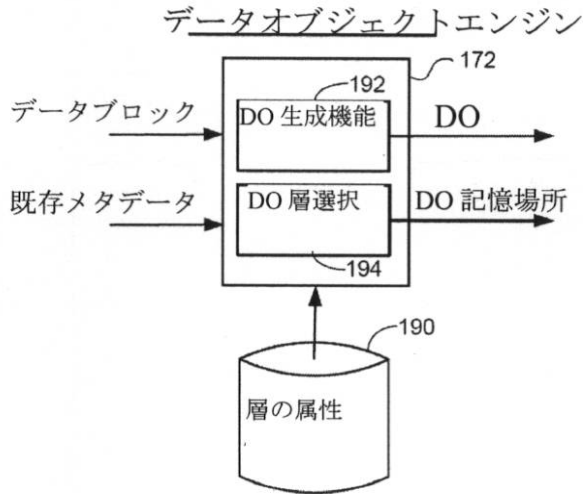 データオブジェクトエンジン
172
192
データブロック
DO 生成機能
DO
既存メタデータ
DO 層選択
DO 記憶場所
194
190
層の属性